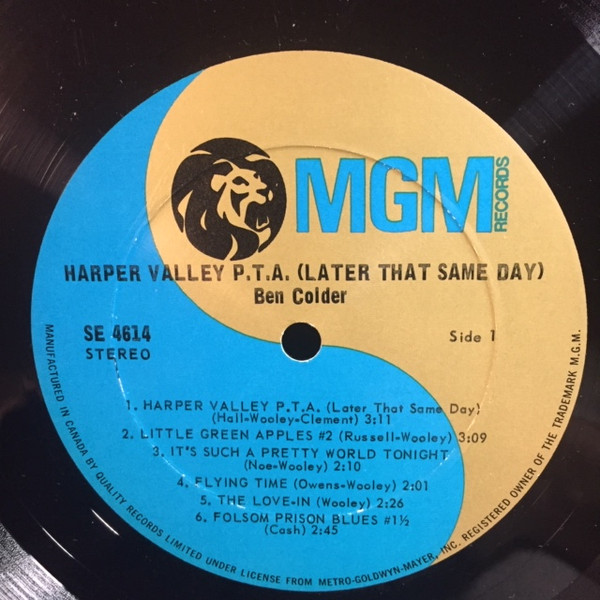 MGM
RECORDS
HARPER VALLEY P.T.A. (LATER THAT SAME DAY)
Ben Colder
SE 4614
STEREO
Side 1
1. HARPER VALLEY P.T.A. (Later That Same Day)
(Hall-Wooley-Clement) 3:11
2. LITTLE GREEN APPLES #2 (Russell-Wooley) 3:09
3. IT'S SUCH A PRETTY WORLD TONIGHT
(Noe-Wooley) 2:10
4. FLYING TIME (Owens-Wooley) 2:01
5. THE LOVE-IN (Wooley) 2:26
6. FOLSOM PRISON BLUES #1½
(Cash) 2:45
MANUFACTURED IN CANADA BY QUALITY RECORDS LIMITED UNDER LICENSE FROM METRO-GOLDWYN-MAYER, INC. REGISTERED OWNER OF THE TRADEMARK M.G.M.